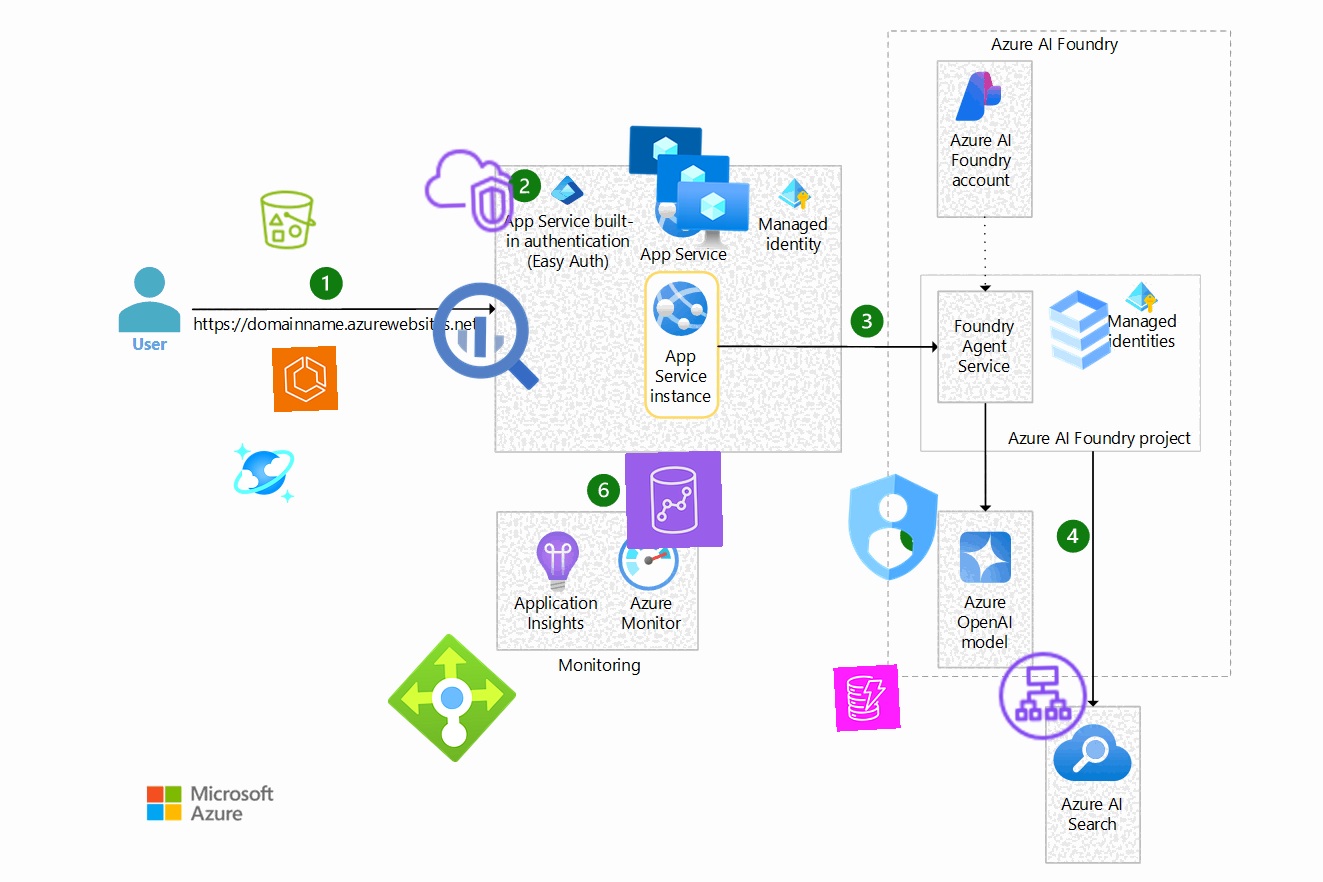 Azure AI Foundry
Azure AI
Foundry
account
2
App Service built-
in authentication
(Easy Auth)
App Service
Managed
identity
1
https://domainname.azurewebsites.net
User
App
Service
instance
3
Foundry
Agent
Service
Managed
identities
Azure AI Foundry project
6
Application
Insights
Azure
Monitor
Monitoring
4
Azure
OpenAI
model
Azure AI
Search
Microsoft
Azure